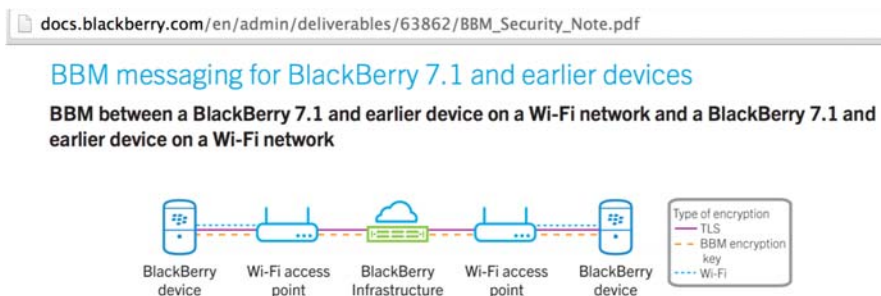 docs.blackberry.com/en/admin/deliverables/63862/BBM_Security_Note.pdf
BBM messaging for BlackBerry 7.1 and earlier devices
BBM between a BlackBerry 7.1 and earlier device on a Wi-Fi network and a BlackBerry 7.1 and
earlier device on a Wi-Fi network
Type of encryption
TLS
BBM encryption
key
Wi-Fi
BlackBerry
device
Wi-Fi access
point
BlackBerry
Infrastructure
Wi-Fi access
point
BlackBerry
device